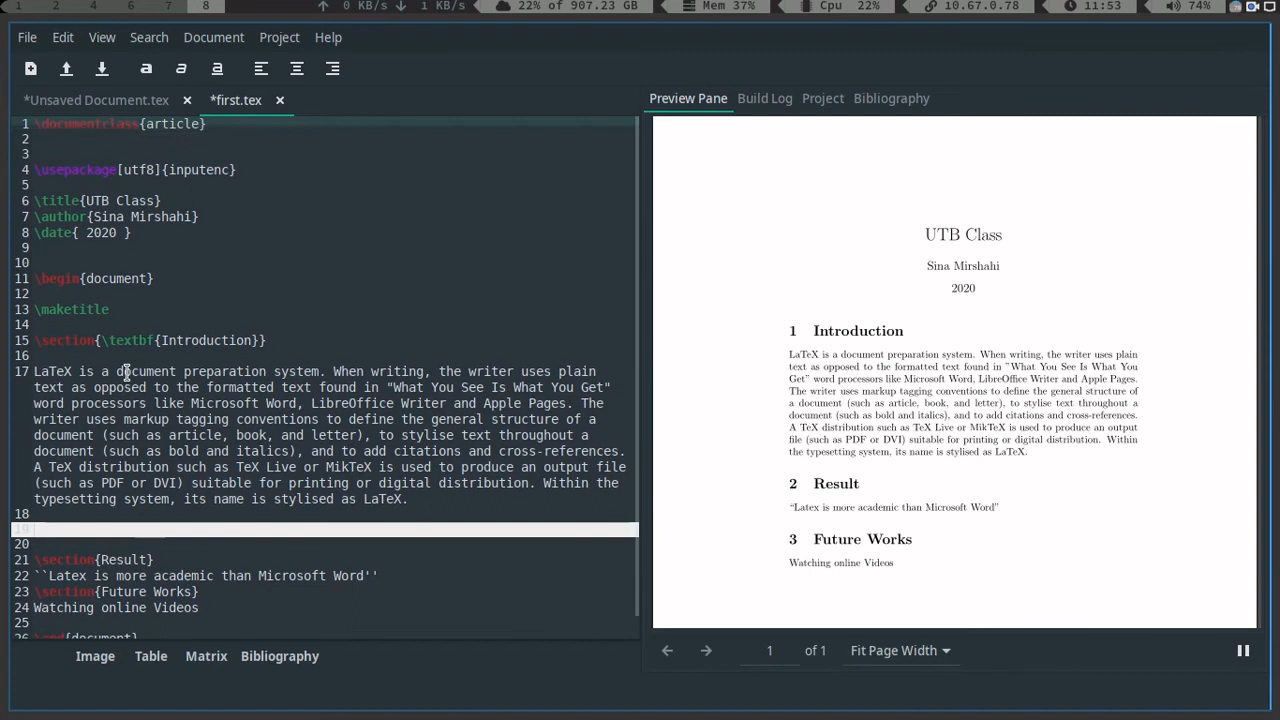 1 4 6 7 8 ↑ 0 KB/s ↓ 1 KB/s 22% of 907.23 GB Mem 37% Cpu 22% 10.67.0.78 11:53 74%
File Edit View Search Document Project Help
a a a
*Unsaved Document.tex × *first.tex ×
Preview Pane Build Log Project Bibliography
1 \documentclass{article}
2
3
4 \usepackage[utf8]{inputenc}
5
6 \title{UTB Class}
7 \author{Sina Mirshahi}
8 \date{ 2020 }
9
10
11 \begin{document}
12
13 \maketitle
14
15 \section{\textbf{Introduction}}
16
17 LaTeX is a document preparation system. When writing, the writer uses plain
text as opposed to the formatted text found in "What You See Is What You Get"
word processors like Microsoft Word, LibreOffice Writer and Apple Pages. The
writer uses markup tagging conventions to define the general structure of a
document (such as article, book, and letter), to stylise text throughout a
document (such as bold and italics), and to add citations and cross-references.
A TeX distribution such as TeX Live or MikTeX is used to produce an output file
(such as PDF or DVI) suitable for printing or digital distribution. Within the
typesetting system, its name is stylised as LaTeX.
18
19
20
21 \section{Result}
22 ``Latex is more academic than Microsoft Word''
23 \section{Future Works}
24 Watching online Videos
25
26 \end{document}
Image Table Matrix Bibliography
UTB Class
Sina Mirshahi
2020
1 Introduction
LaTeX is a document preparation system. When writing, the writer uses plain
text as opposed to the formatted text found in "What You See Is What You
Get" word processors like Microsoft Word, LibreOffice Writer and Apple Pages.
The writer uses markup tagging conventions to define the general structure of
a document (such as article, book, and letter), to stylise text throughout a
document (such as bold and italics), and to add citations and cross-references.
A TeX distribution such as TeX Live or MikTeX is used to produce an output
file (such as PDF or DVI) suitable for printing or digital distribution. Within
the typesetting system, its name is stylised as LaTeX.
2 Result
“Latex is more academic than Microsoft Word”
3 Future Works
Watching online Videos
← → 1 of 1 Fit Page Width